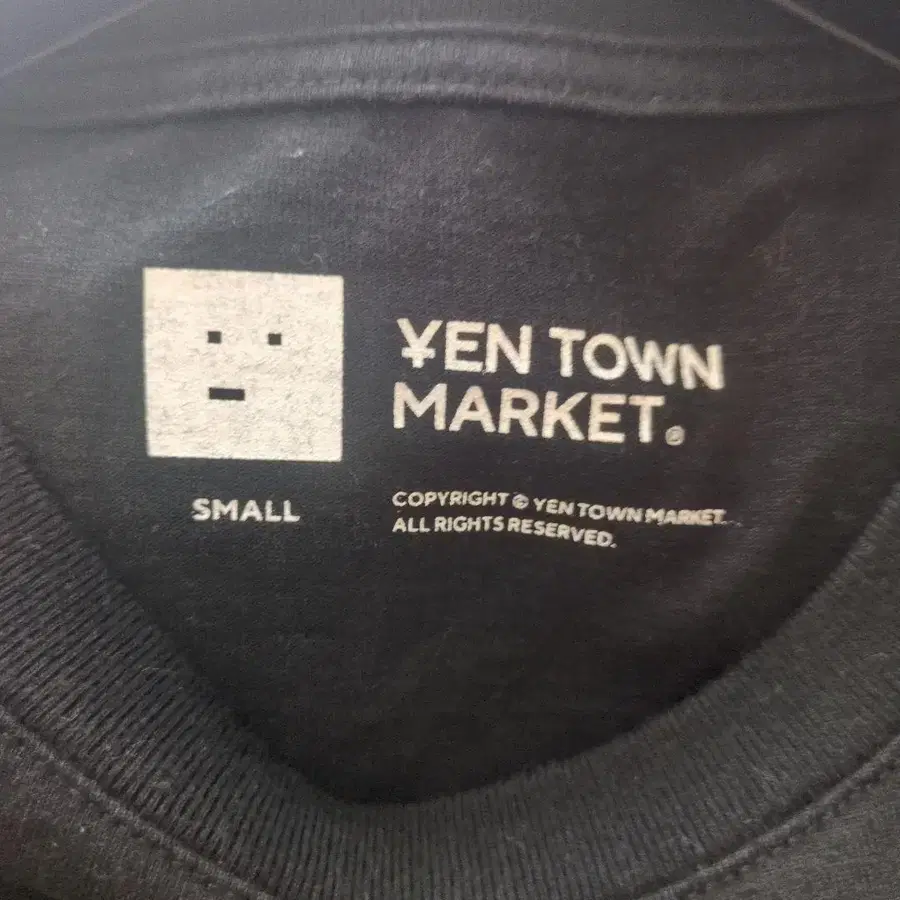 ¥EN TOWN
MARKET®
SMALL
COPYRIGHT © YEN TOWN MARKET.
ALL RIGHTS RESERVED.